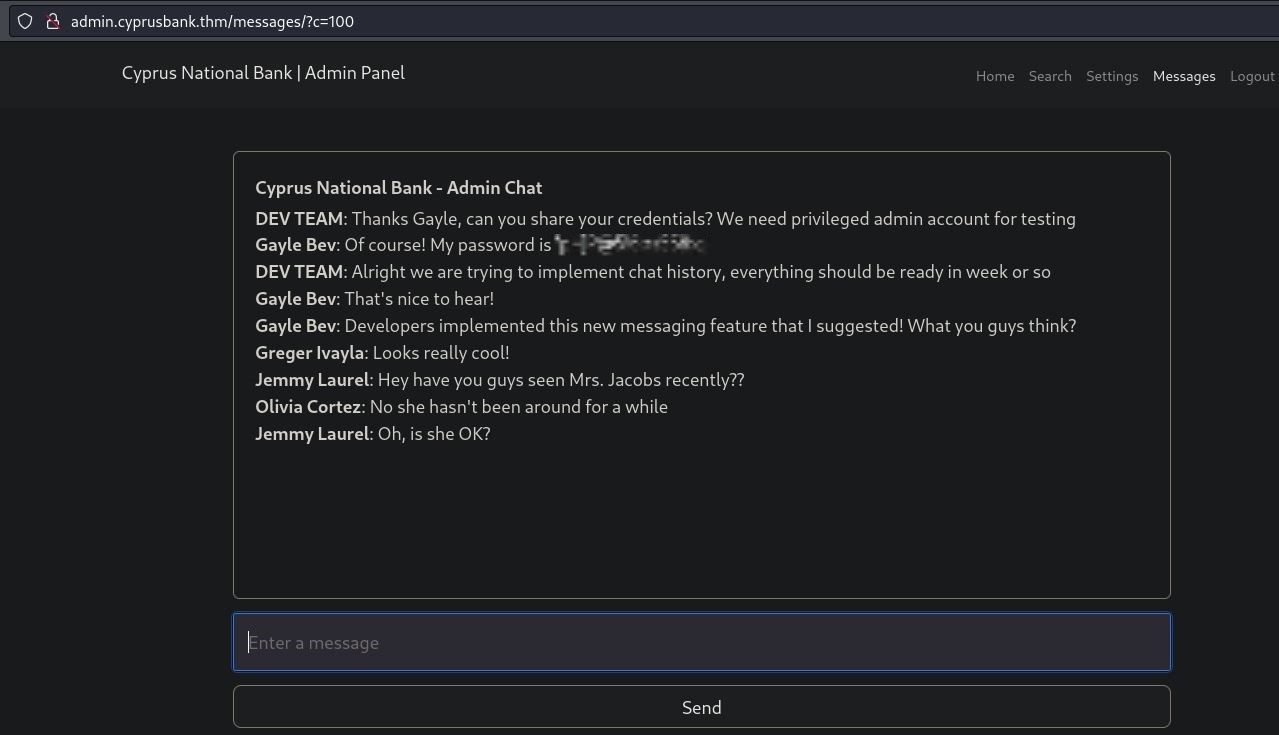 admin.cyprusbank.thm/messages/?c=100
Cyprus National Bank | Admin Panel
Home Search Settings Messages Logout
Cyprus National Bank - Admin Chat
DEV TEAM: Thanks Gayle, can you share your credentials? We need privileged admin account for testing
Gayle Bev: Of course! My password is
DEV TEAM: Alright we are trying to implement chat history, everything should be ready in week or so
Gayle Bev: That's nice to hear!
Gayle Bev: Developers implemented this new messaging feature that I suggested! What you guys think?
Greger Ivayla: Looks really cool!
Jemmy Laurel: Hey have you guys seen Mrs. Jacobs recently??
Olivia Cortez: No she hasn't been around for a while
Jemmy Laurel: Oh, is she OK?
Enter a message
Send